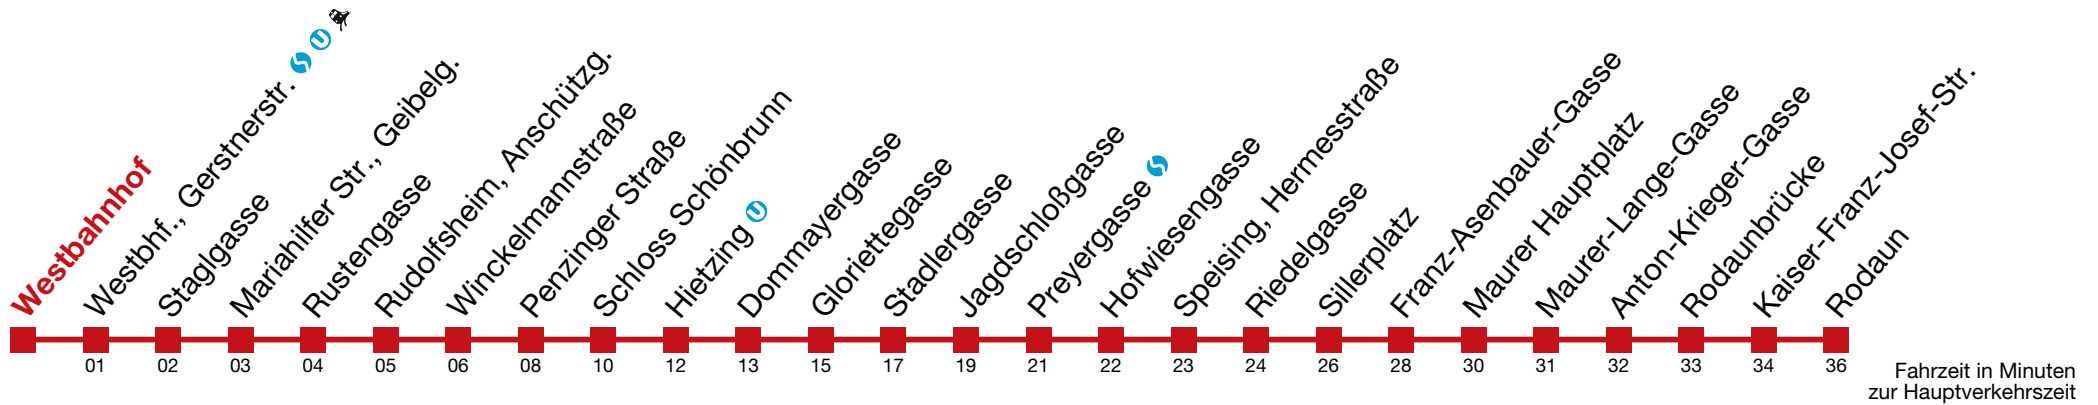 Westbahnhof
Westbhf., Gerstnerstr.
Staglgasse
Mariahilfer Str., Geibelg.
Rustengasse
Rudolfsheim, Anschützg.
Winckelmannstraße
Penzinger Straße
Schloss Schönbrunn
Hietzing U
Dommayergasse
Gloriettegasse
Stadlergasse
Jagdschloßgasse
Preyergasse
Hofwiesengasse
Speising, Hermesstraße
Riedelgasse
Sillerplatz
Franz-Asenbauer-Gasse
Maurer Hauptplatz
Maurer-Lange-Gasse
Anton-Krieger-Gasse
Rodaunbrücke
Kaiser-Franz-Josef-Str.
Rodaun
01 02 03 04 05 06 08 10 12 13 15 17 19 21 22 23 24 26 28 30 31 32 33 34 36
Fahrzeit in Minuten
zur Hauptverkehrszeit